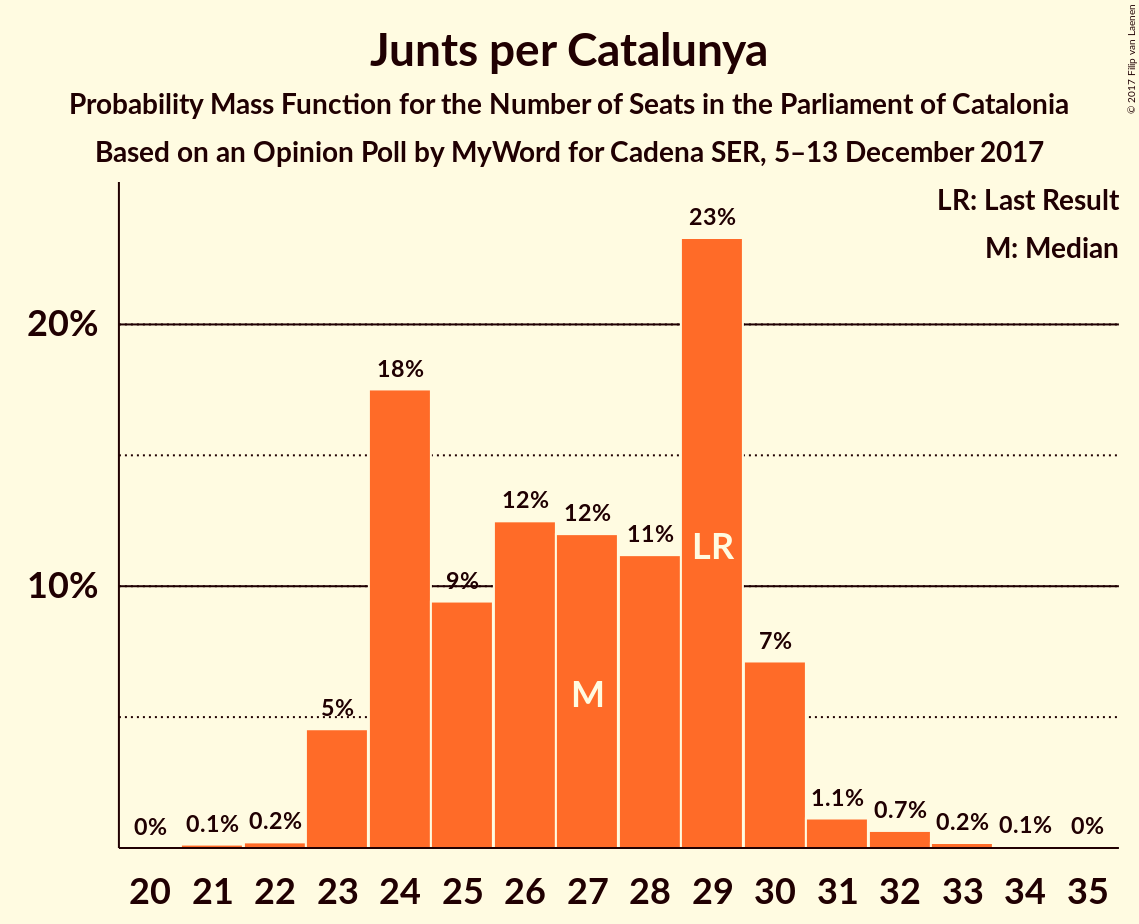 Junts per Catalunya
Probability Mass Function for the Number of Seats in the Parliament of Catalonia
Based on an Opinion Poll by MyWord for Cadena SER, 5–13 December 2017
© 2017 Filip van Laenen
LR: Last Result
M: Median
20%
10%
0%
0.1%
0.2%
5%
18%
9%
12%
12%
11%
23%
7%
1.1%
0.7%
0.2%
0.1%
0%
M
LR
20 21 22 23 24 25 26 27 28 29 30 31 32 33 34 35